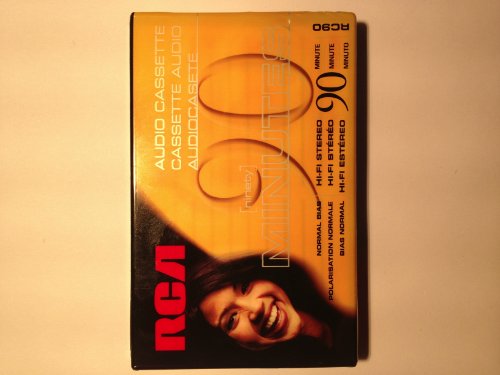 RCA
AUDIO CASSETTE
CASSETTE AUDIO
AUDIOCASETE
90
[ninety]
MINUTES
NORMAL BIAS HI-FI STEREO
POLARISATION NORMALE HI-FI STÉRÉO
BIAS NORMAL HI-FI ESTÉREO
90
MINUTE
MINUTE
MINUTO
RC90